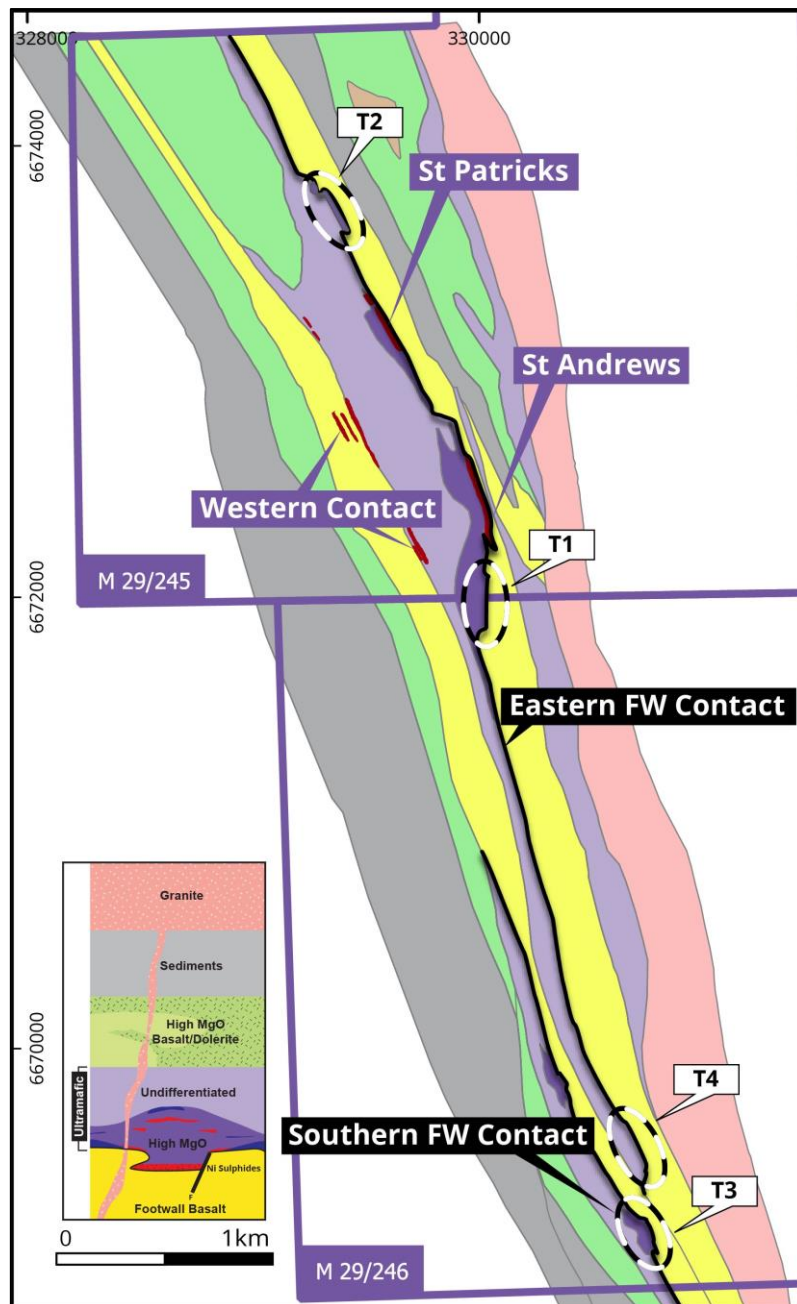 328000
330000
6674000
6672000
6670000
T2
St Patricks
St Andrews
Western Contact
T1
M 29/245
Eastern FW Contact
Granite
Sediments
High MgO
Basalt/Dolerite
Undifferentiated
Ultramafic
High MgO
Ni Sulphides
F
Footwall Basalt
0
1km
T4
Southern FW Contact
T3
M 29/246